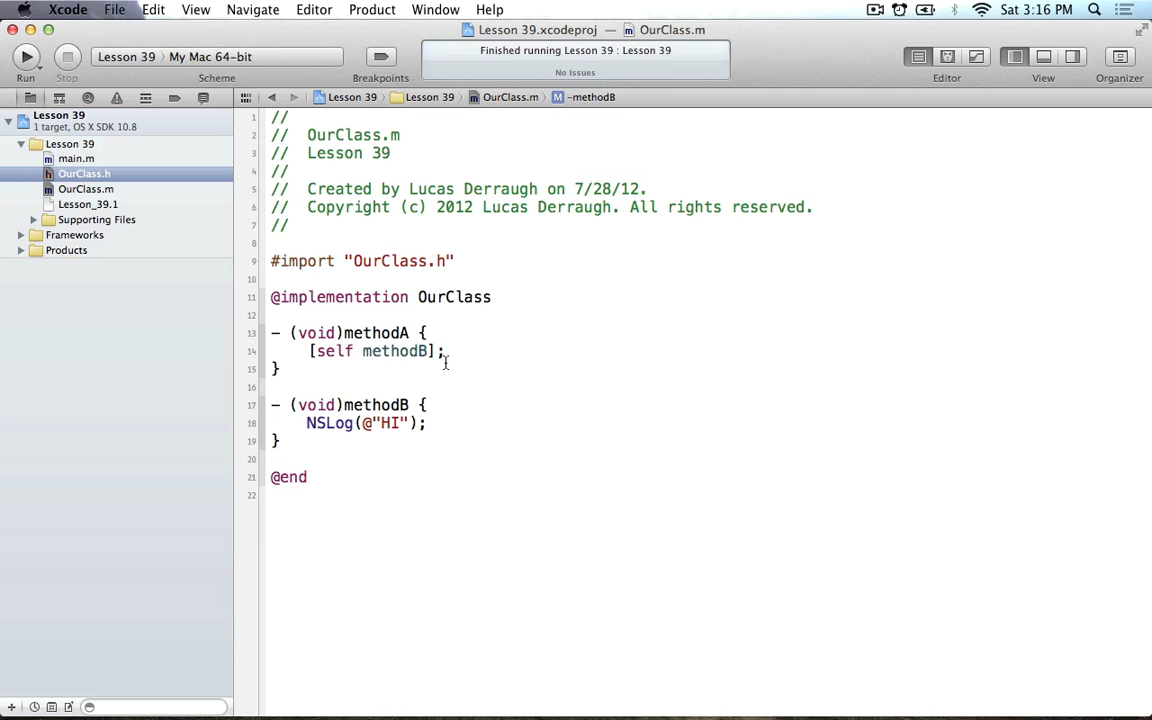 Xcode File Edit View Navigate Editor Product Window Help Sat 3:16 PM
Lesson 39.xcodeproj — OurClass.m
Lesson 39 My Mac 64-bit
Finished running Lesson 39 : Lesson 39
No Issues
Run Stop Scheme Breakpoints Editor View Organizer
Lesson 39 Lesson 39 OurClass.m M -methodB
Lesson 39
1 target, OS X SDK 10.8
Lesson 39
m main.m
h OurClass.h
m OurClass.m
Lesson_39.1
Supporting Files
Frameworks
Products
1 //
2 // OurClass.m
3 // Lesson 39
4 //
5 // Created by Lucas Derraugh on 7/28/12.
6 // Copyright (c) 2012 Lucas Derraugh. All rights reserved.
7 //
8
9 #import "OurClass.h"
10
11 @implementation OurClass
12
13 - (void)methodA {
14 [self methodB];
15 }
16
17 - (void)methodB {
18 NSLog(@"HI");
19 }
20
21 @end
22